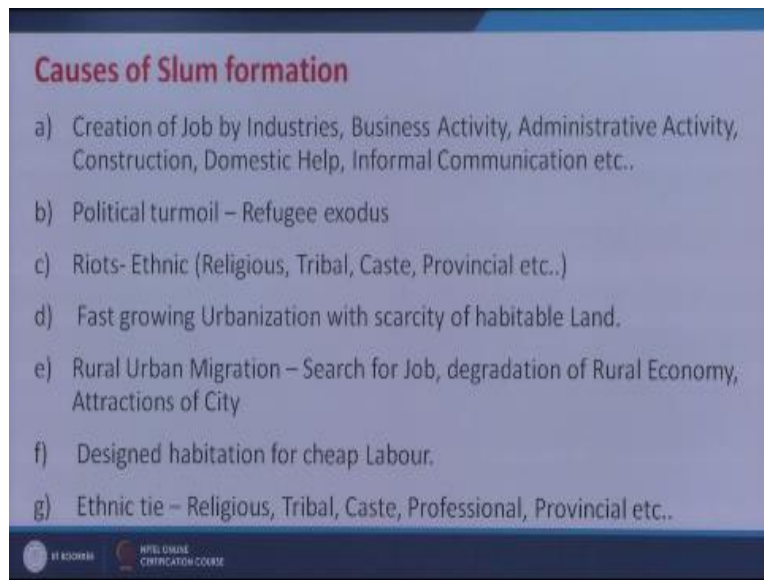 Causes of Slum formation
a) Creation of Job by Industries, Business Activity, Administrative Activity,
Construction, Domestic Help, Informal Communication etc..
b) Political turmoil – Refugee exodus
c) Riots- Ethnic (Religious, Tribal, Caste, Provincial etc..)
d) Fast growing Urbanization with scarcity of habitable Land.
e) Rural Urban Migration – Search for Job, degradation of Rural Economy,
Attractions of City
f) Designed habitation for cheap Labour.
g) Ethnic tie – Religious, Tribal, Caste, Professional, Provincial etc..
IIT ROORKEE
NPTEL ONLINE
CERTIFICATION COURSE